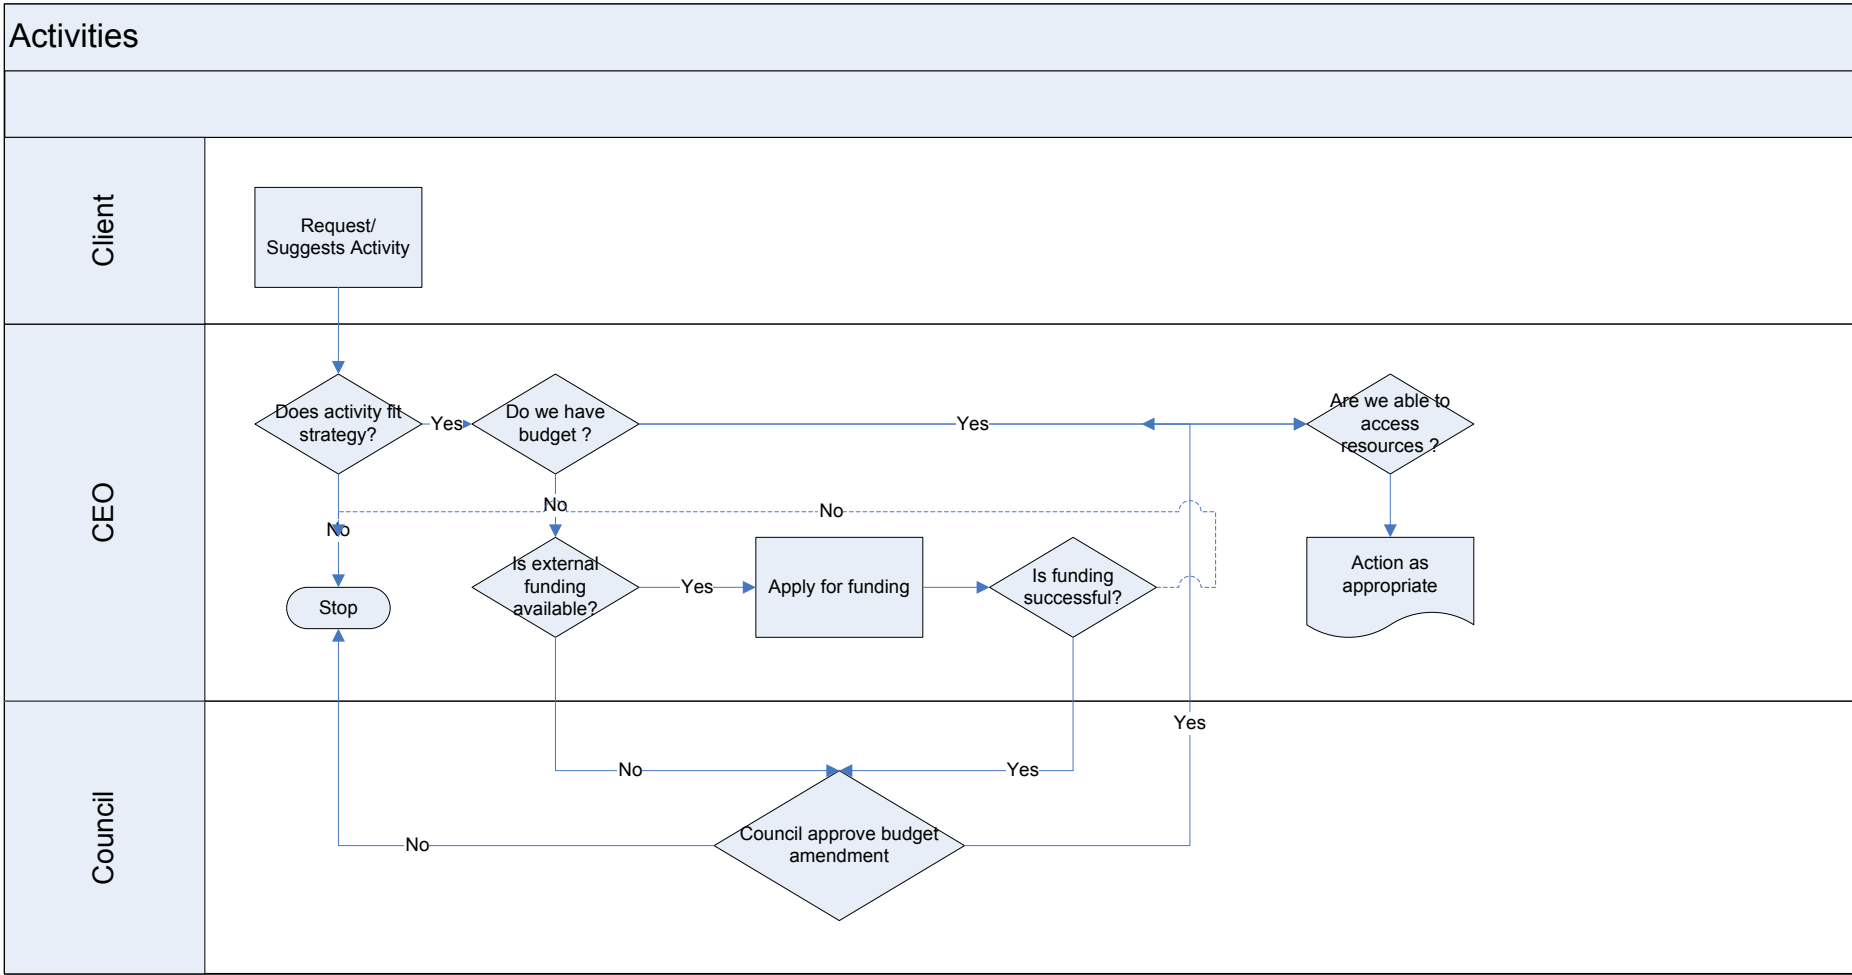 Activities
Client
Request/
Suggests Activity
CEO
Does activity fit
strategy?
Yes
Do we have
budget ?
Yes
Are we able to
access
resources ?
No
No
No
Stop
Is external
funding
available?
Yes
Apply for funding
Is funding
successful?
Action as
appropriate
Council
Yes
No
Yes
No
Council approve budget
amendment